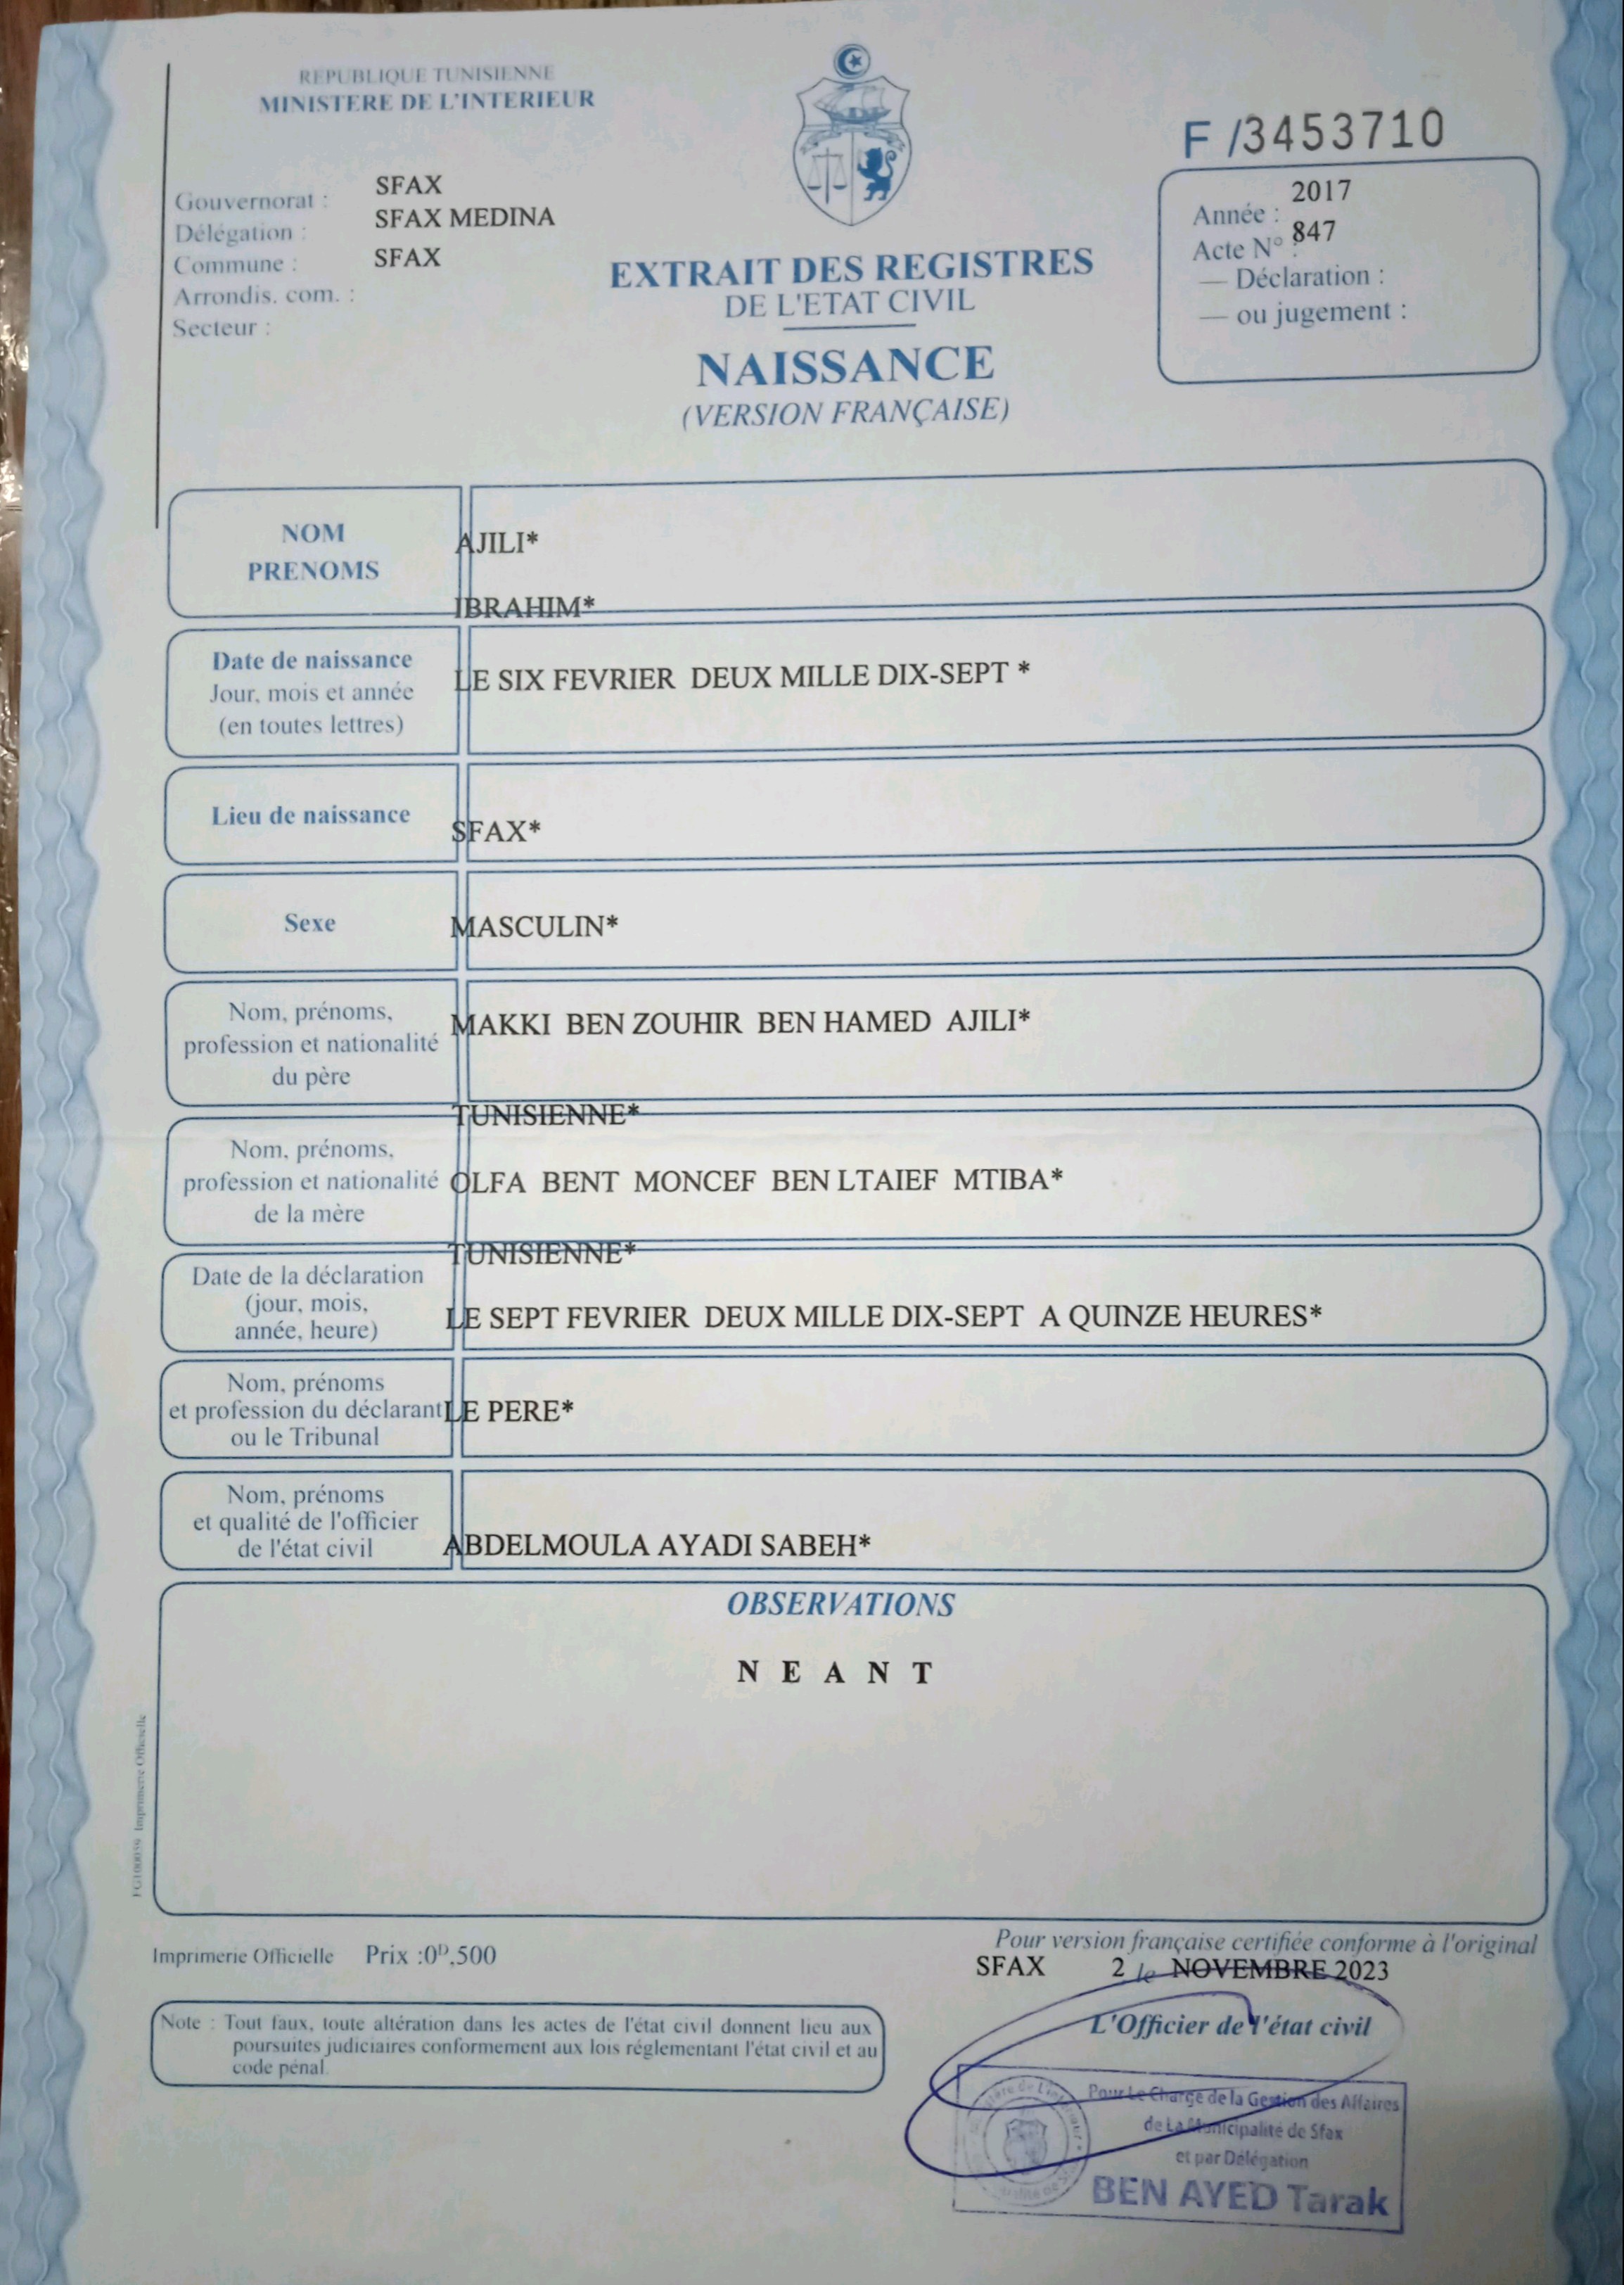 REPUBLIQUE TUNISIENNE
MINISTERE DE L'INTERIEUR
F /3453710
Gouvernorat : SFAX
Délégation : SFAX MEDINA
Commune : SFAX
Arrondis. com. :
Secteur :
Année : 2017
Acte N° : 847
— Déclaration :
— ou jugement :
EXTRAIT DES REGISTRES
DE L'ETAT CIVIL
NAISSANCE
(VERSION FRANÇAISE)
NOM
PRENOMS
AJILI*
IBRAHIM*
Date de naissance
Jour, mois et année
(en toutes lettres)
LE SIX FEVRIER DEUX MILLE DIX-SEPT *
Lieu de naissance
SFAX*
Sexe
MASCULIN*
Nom, prénoms,
profession et nationalité
du père
MAKKI BEN ZOUHIR BEN HAMED AJILI*
TUNISIENNE*
Nom, prénoms,
profession et nationalité
de la mère
OLFA BENT MONCEF BEN LTAIEF MTIBA*
TUNISIENNE*
Date de la déclaration
(jour, mois,
année, heure)
LE SEPT FEVRIER DEUX MILLE DIX-SEPT A QUINZE HEURES*
Nom, prénoms
et profession du déclarant
ou le Tribunal
LE PERE*
Nom, prénoms
et qualité de l'officier
de l'état civil
ABDELMOULA AYADI SABEH*
OBSERVATIONS
N E A N T
Imprimerie Officielle
Imprimerie Officielle Prix :0ᴰ,500
Pour version française certifiée conforme à l'original
SFAX 2 le NOVEMBRE 2023
L'Officier de l'état civil
Note : Tout faux, toute altération dans les actes de l'état civil donnent lieu aux
poursuites judiciaires conformement aux lois réglementant l'état civil et au
code pénal.
Pour Le Chargé de la Gestion des Affaires
de La Municipalité de Sfax
et par Délégation
BEN AYED Tarak